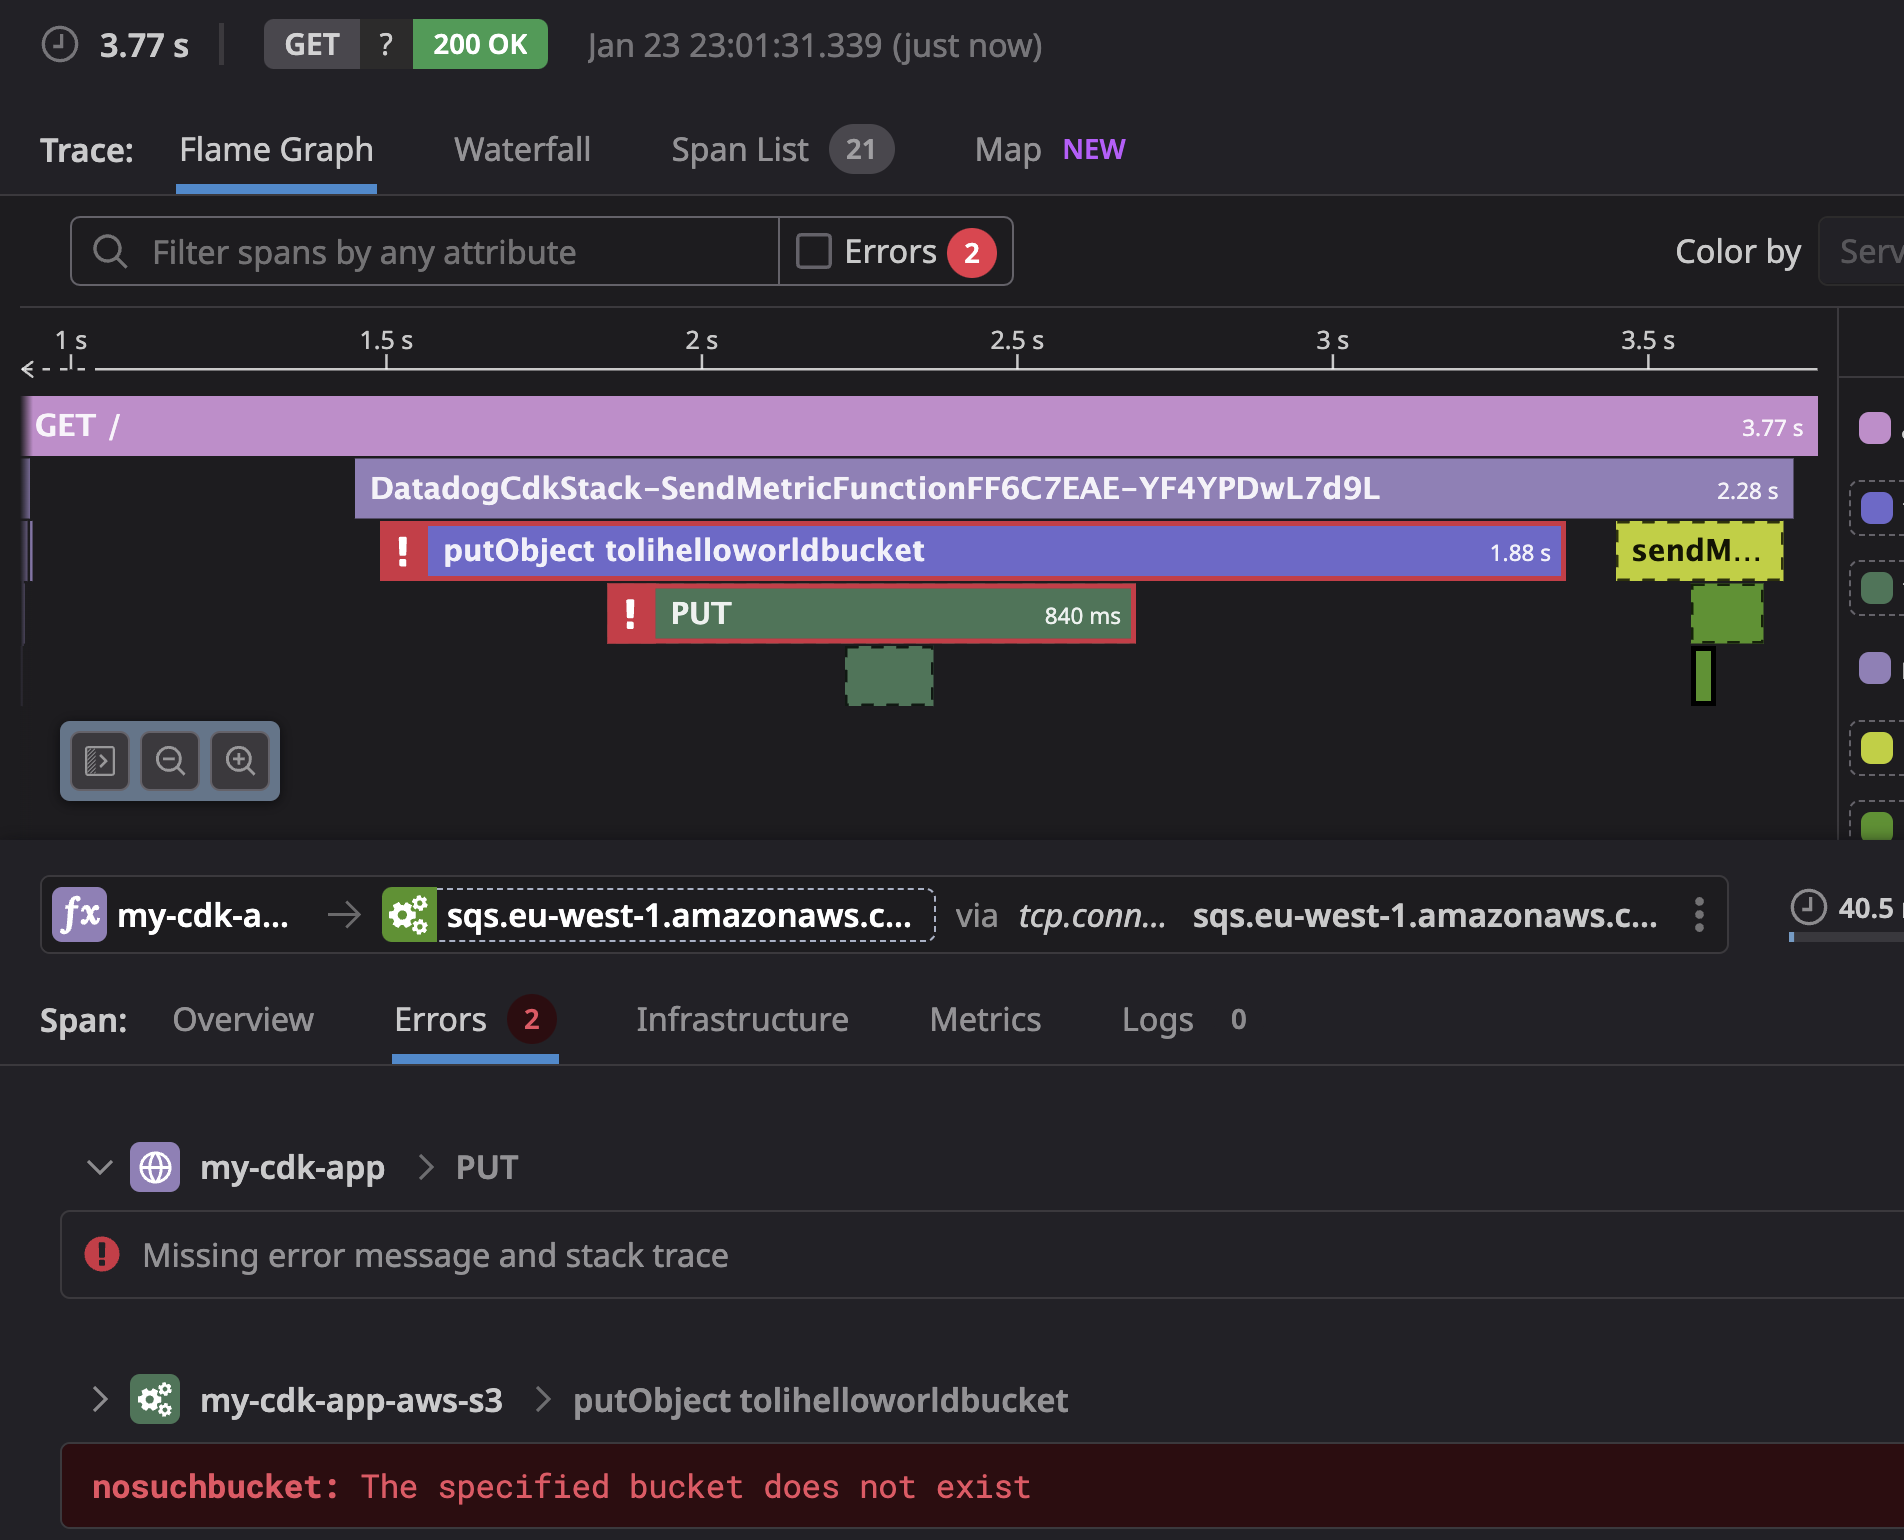 3.77 s GET ? 200 OK Jan 23 23:01:31.339 (just now)
Trace: Flame Graph Waterfall Span List 21 Map NEW
Filter spans by any attribute Errors 2 Color by
1 s 1.5 s 2 s 2.5 s 3 s 3.5 s
GET / 3.77 s
DatadogCdkStack-SendMetricFunctionFF6C7EAE-YF4YPDwL7d9L 2.28 s
! putObject tolihelloworldbucket 1.88 s sendM...
! PUT 840 ms
fx my-cdk-a... → sqs.eu-west-1.amazonaws.c... via tcp.conn... sqs.eu-west-1.amazonaws.c... 40.5
Span: Overview Errors 2 Infrastructure Metrics Logs 0
my-cdk-app > PUT
! Missing error message and stack trace
my-cdk-app-aws-s3 > putObject tolihelloworldbucket
nosuchbucket: The specified bucket does not exist